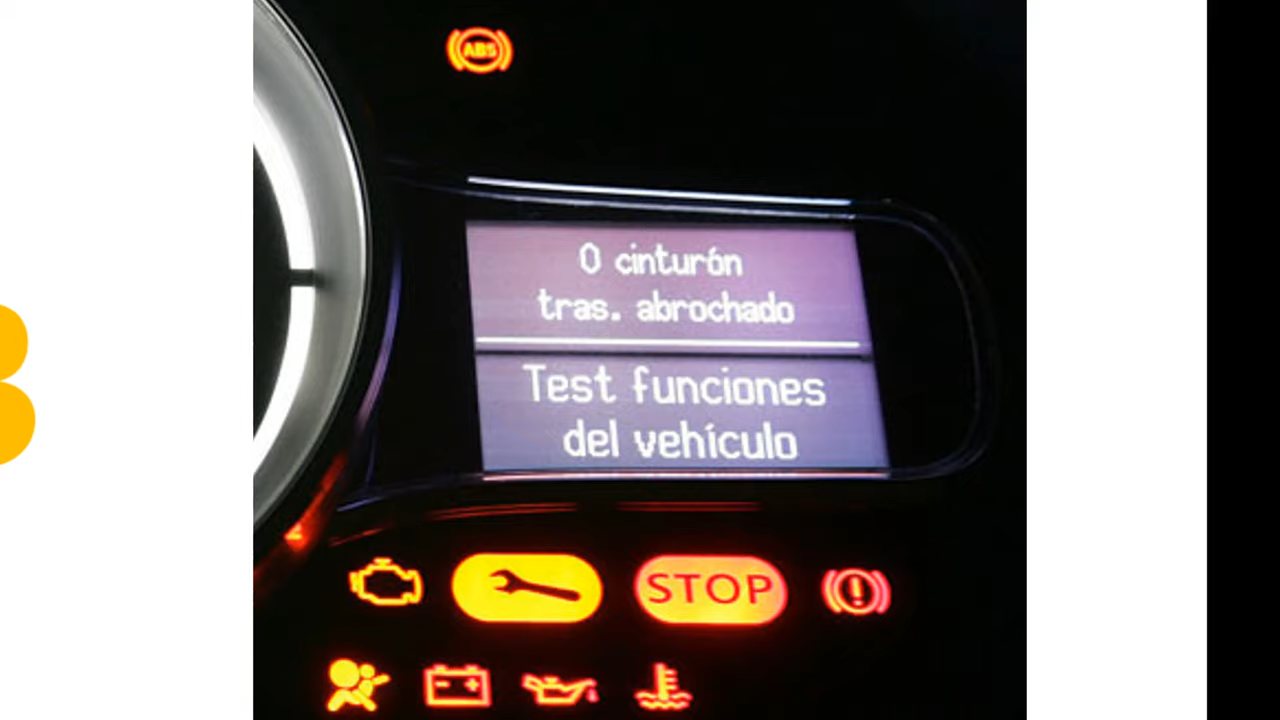 ABS
0 cinturón
tras. abrochado
Test funciones
del vehículo
STOP